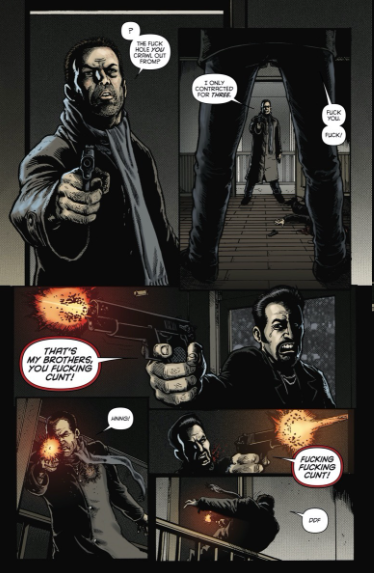 ?
THE FUCK
HOLE YOU
CRAWL OUT
FROM?
I ONLY
CONTRACTED
FOR THREE.
FUCK
YOU.
FUCK!
THAT'S
MY BROTHERS,
YOU FUCKING
CUNT!
HNNG!
FUCKING
FUCKING
CUNT!
DDF